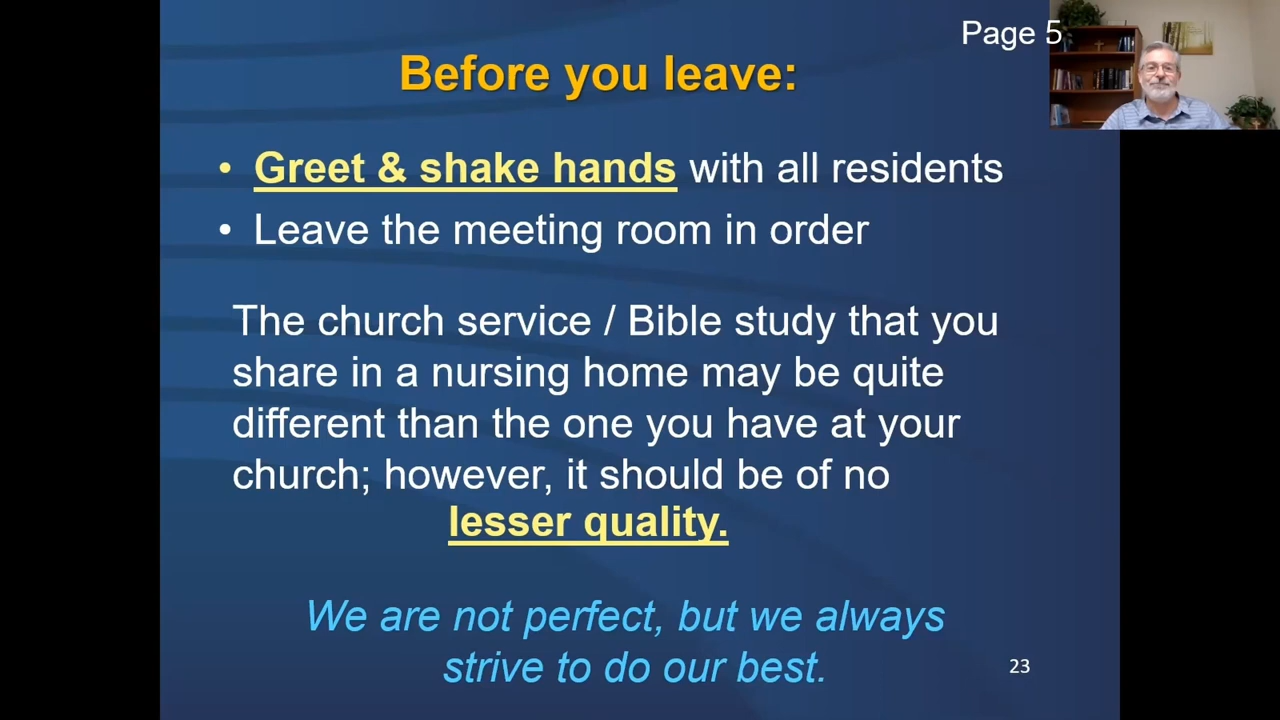 Page 5
Before you leave:
• Greet & shake hands with all residents
• Leave the meeting room in order
The church service / Bible study that you
share in a nursing home may be quite
different than the one you have at your
church; however, it should be of no
lesser quality.
We are not perfect, but we always
strive to do our best.
23